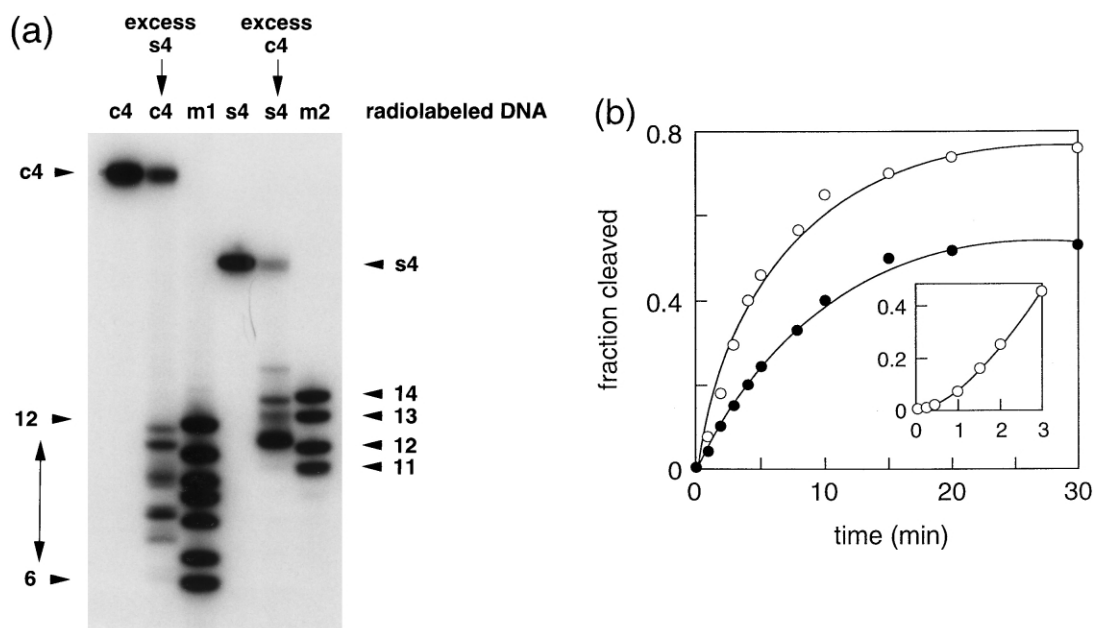 (a)
excess
s4
excess
c4
c4 c4 m1 s4 s4 m2 radiolabeled DNA
c4
s4
14
13
12
12
11
6
(b)
0.8
0.4
0
fraction cleaved
0 10 20 30
time (min)
0.4
0.2
0
0 1 2 3